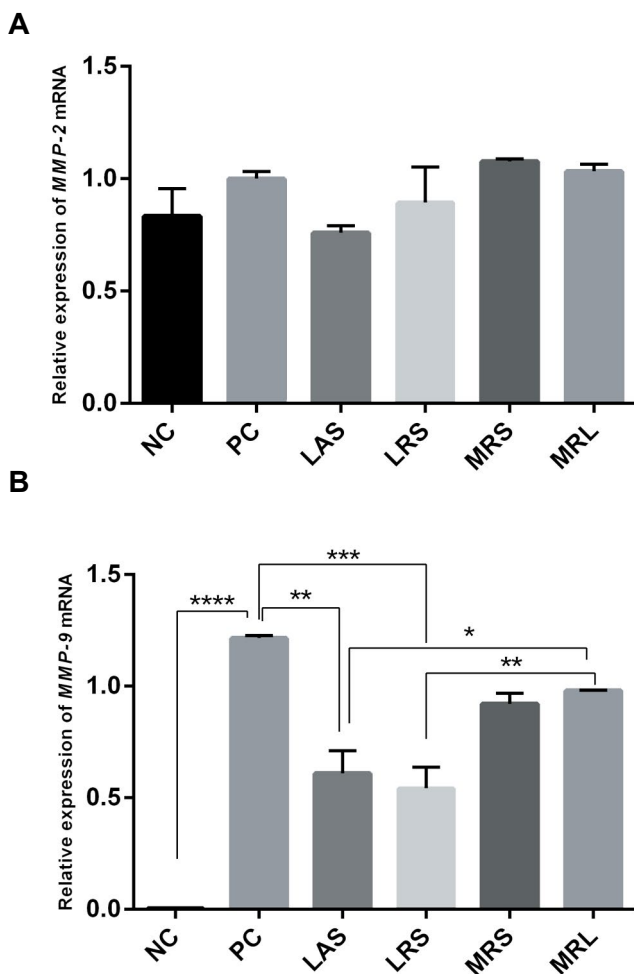 A
Relative expression of MMP-2 mRNA
1.5
1.0
0.5
0.0
NC PC LAS LRS MRS MRL
B
Relative expression of MMP-9 mRNA
1.5
1.0
0.5
0.0
***
**** **
*
**
NC PC LAS LRS MRS MRL